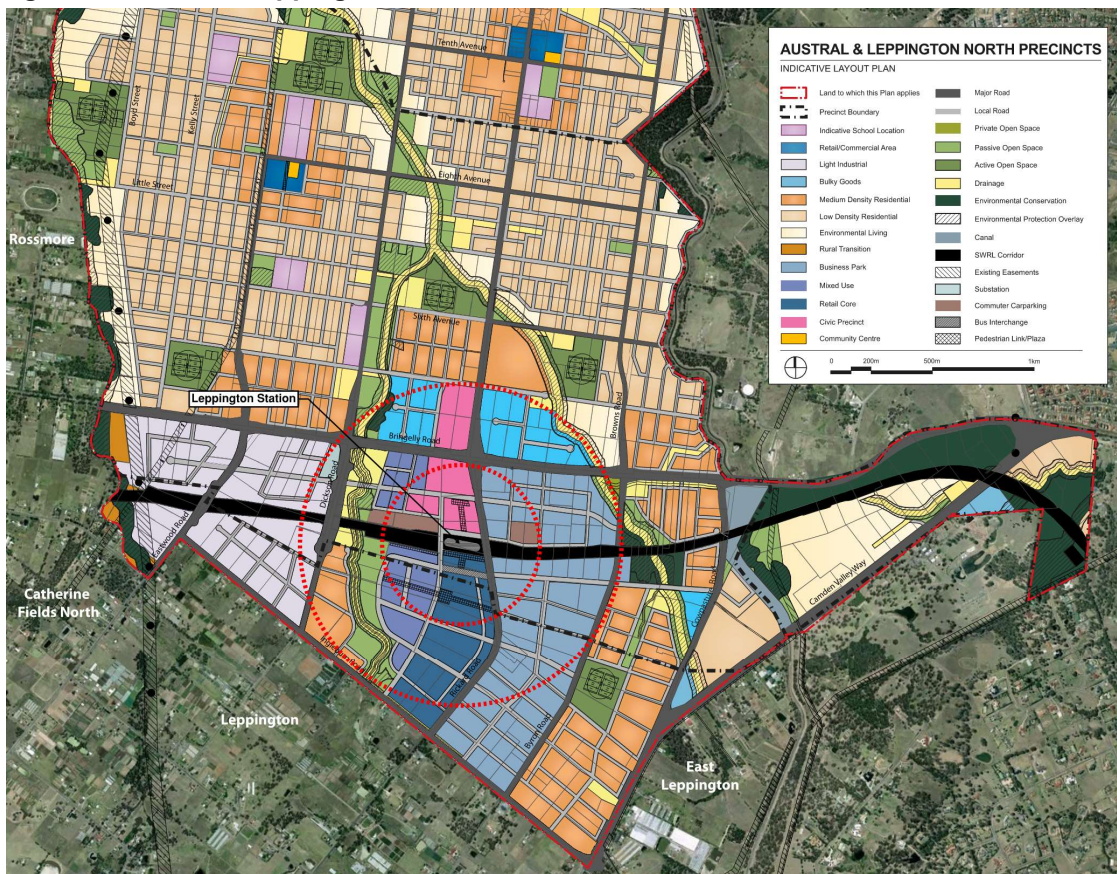 AUSTRAL & LEPPINGTON NORTH PRECINCTS
INDICATIVE LAYOUT PLAN
Land to which this Plan applies
Precinct Boundary
Indicative School Location
Retail/Commercial Area
Light Industrial
Bulky Goods
Medium Density Residential
Low Density Residential
Environmental Living
Rural Transition
Business Park
Mixed Use
Retail Core
Civic Precinct
Community Centre
Major Road
Local Road
Private Open Space
Passive Open Space
Active Open Space
Drainage
Environmental Conservation
Environmental Protection Overlay
Canal
SWRL Corridor
Existing Easements
Substation
Commuter Carparking
Bus Interchange
Pedestrian Link/Plaza
0 200m 500m 1km
Tenth Avenue
Boyd Street
Kelly Street
Eighth Avenue
Little Street
Rossmore
Sixth Avenue
Leppington Station
Browns Road
Bringelly Road
Dickson Road
Eastwood Road
Catherine
Fields North
Camden Valley Way
Rickard Road
Leppington
Byron Road
East
Leppington